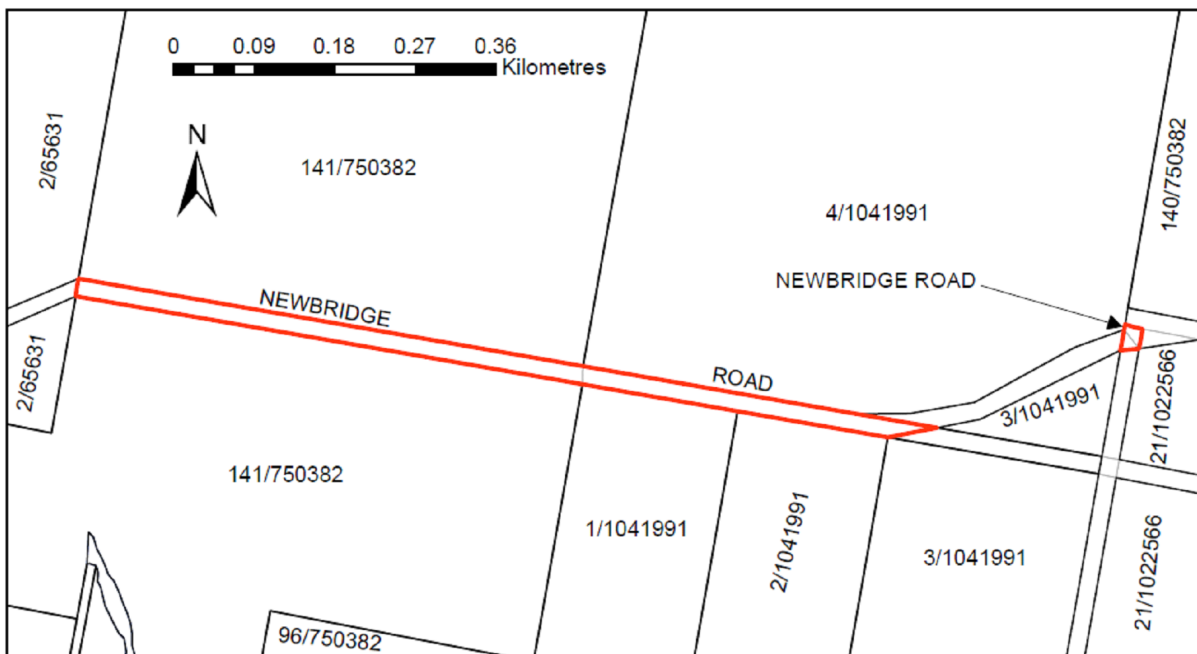 0 0.09 0.18 0.27 0.36
Kilometres
N
2/65631
141/750382
4/1041991
140/750382
NEWBRIDGE ROAD
NEWBRIDGE
ROAD
2/65631
3/1041991
21/1022566
141/750382
1/1041991
2/1041991
3/1041991
21/1022566
96/750382